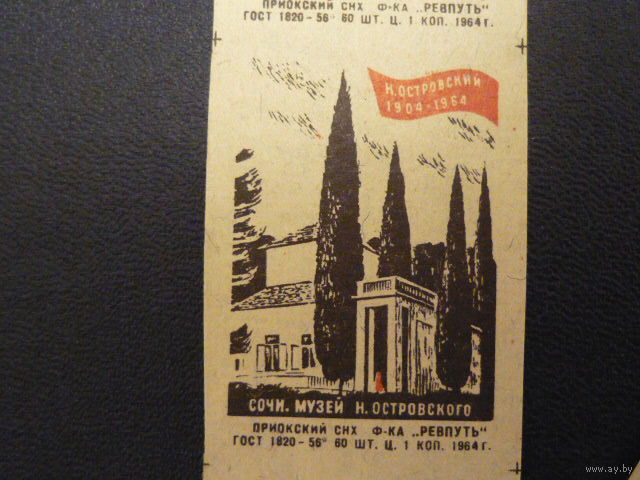 ПРИОКСКИЙ СНХ Ф-КА „РЕВПУТЬ"
ГОСТ 1820-56° 60 ШТ. Ц. 1 КОП. 1964 Г.
Н. ОСТРОВСКИЙ
1904-1964
СОЧИ. МУЗЕЙ Н. ОСТРОВСКОГО
ПРИОКСКИЙ СНХ Ф-КА „РЕВПУТЬ"
ГОСТ 1820-56° 60 ШТ. Ц. 1 КОП. 1964 Г.
www.ay.by